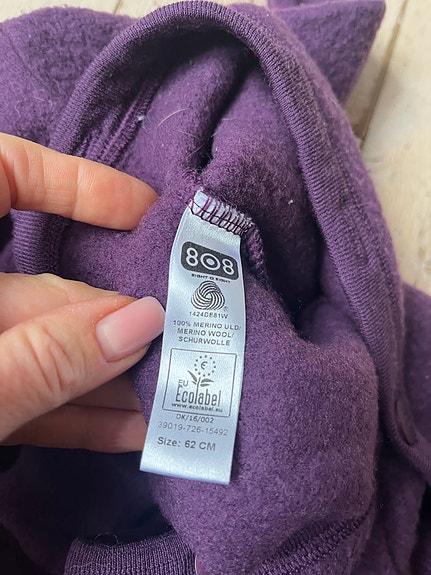 808
EIGHT O EIGHT
1424DE81W
100% MERINO ULD/
MERINO WOOL/
SCHURWOLLE
EU
Ecolabel
www.ecolabel.eu
DK/16/002
39019-726-15492
Size: 62 CM